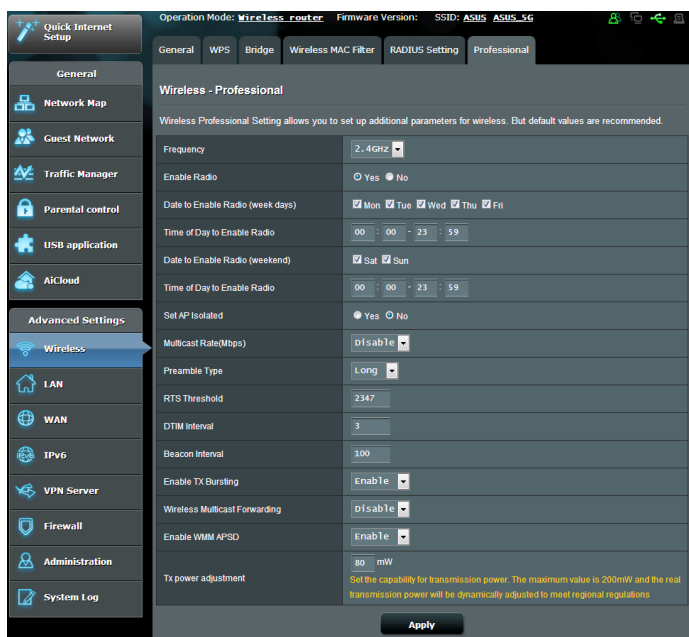 Quick Internet
Setup
General
Network Map
Guest Network
Traffic Manager
Parental control
USB application
AiCloud
Advanced Settings
Wireless
LAN
WAN
IPv6
VPN Server
Firewall
Administration
System Log
Operation Mode: Wireless router Firmware Version: SSID: ASUS ASUS_5G
General WPS Bridge Wireless MAC Filter RADIUS Setting Professional
Wireless - Professional
Wireless Professional Setting allows you to set up additional parameters for wireless. But default values are recommended.
Frequency 2.4GHz
Enable Radio Yes No
Date to Enable Radio (week days) Mon Tue Wed Thu Fri
Time of Day to Enable Radio 00 : 00 - 23 : 59
Date to Enable Radio (weekend) Sat Sun
Time of Day to Enable Radio 00 : 00 - 23 : 59
Set AP Isolated Yes No
Multicast Rate(Mbps) Disable
Preamble Type Long
RTS Threshold 2347
DTIM Interval 3
Beacon Interval 100
Enable TX Bursting Enable
Wireless Multicast Forwarding Disable
Enable WMM APSD Enable
Tx power adjustment 80 mW
Set the capability for transmission power. The maximum value is 200mW and the real
transmission power will be dynamically adjusted to meet regional regulations
Apply